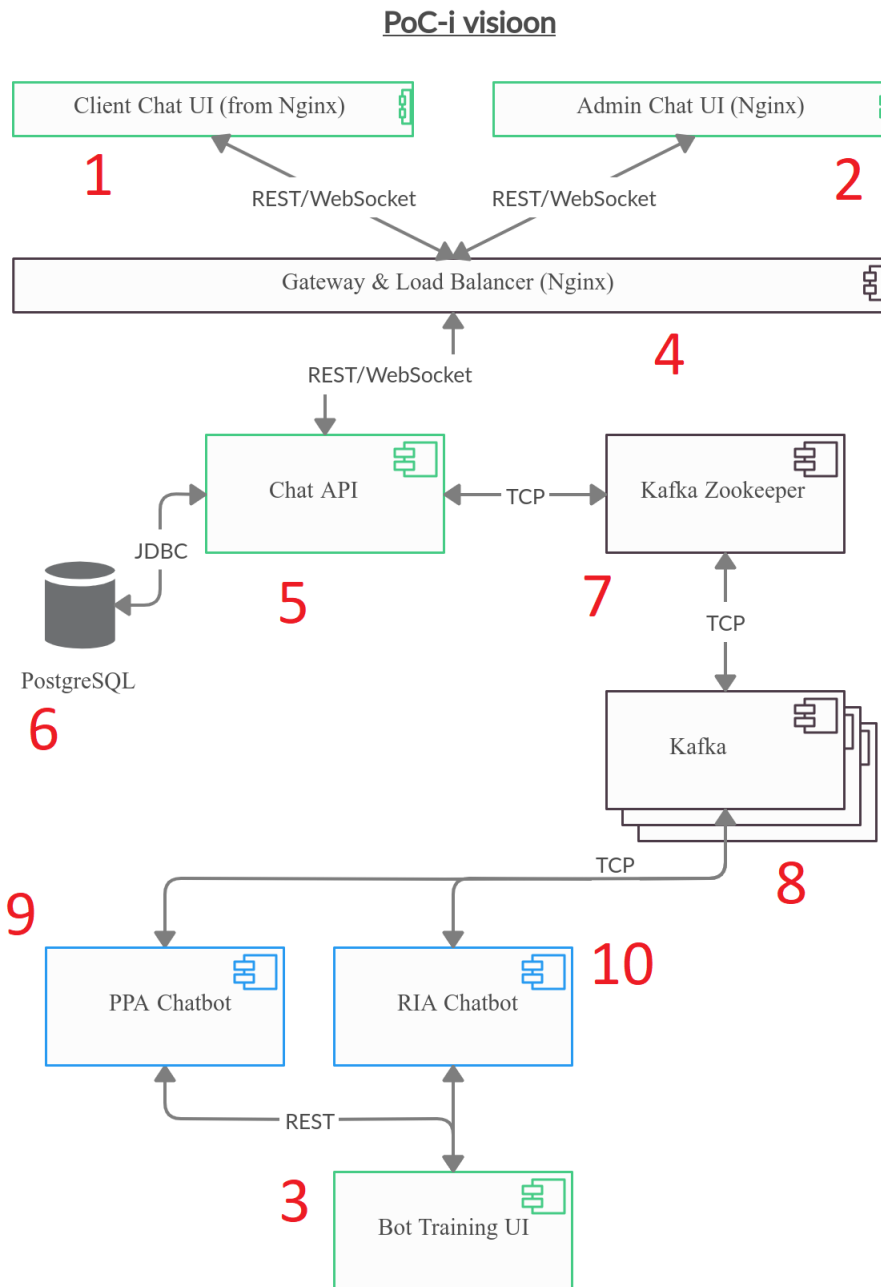 PoC-i visioon
Client Chat UI (from Nginx)
Admin Chat UI (Nginx)
1
2
REST/WebSocket
REST/WebSocket
Gateway & Load Balancer (Nginx)
4
REST/WebSocket
Chat API
TCP
Kafka Zookeeper
JDBC
5
7
PostgreSQL
6
TCP
Kafka
TCP
8
9
10
PPA Chatbot
RIA Chatbot
REST
3
Bot Training UI